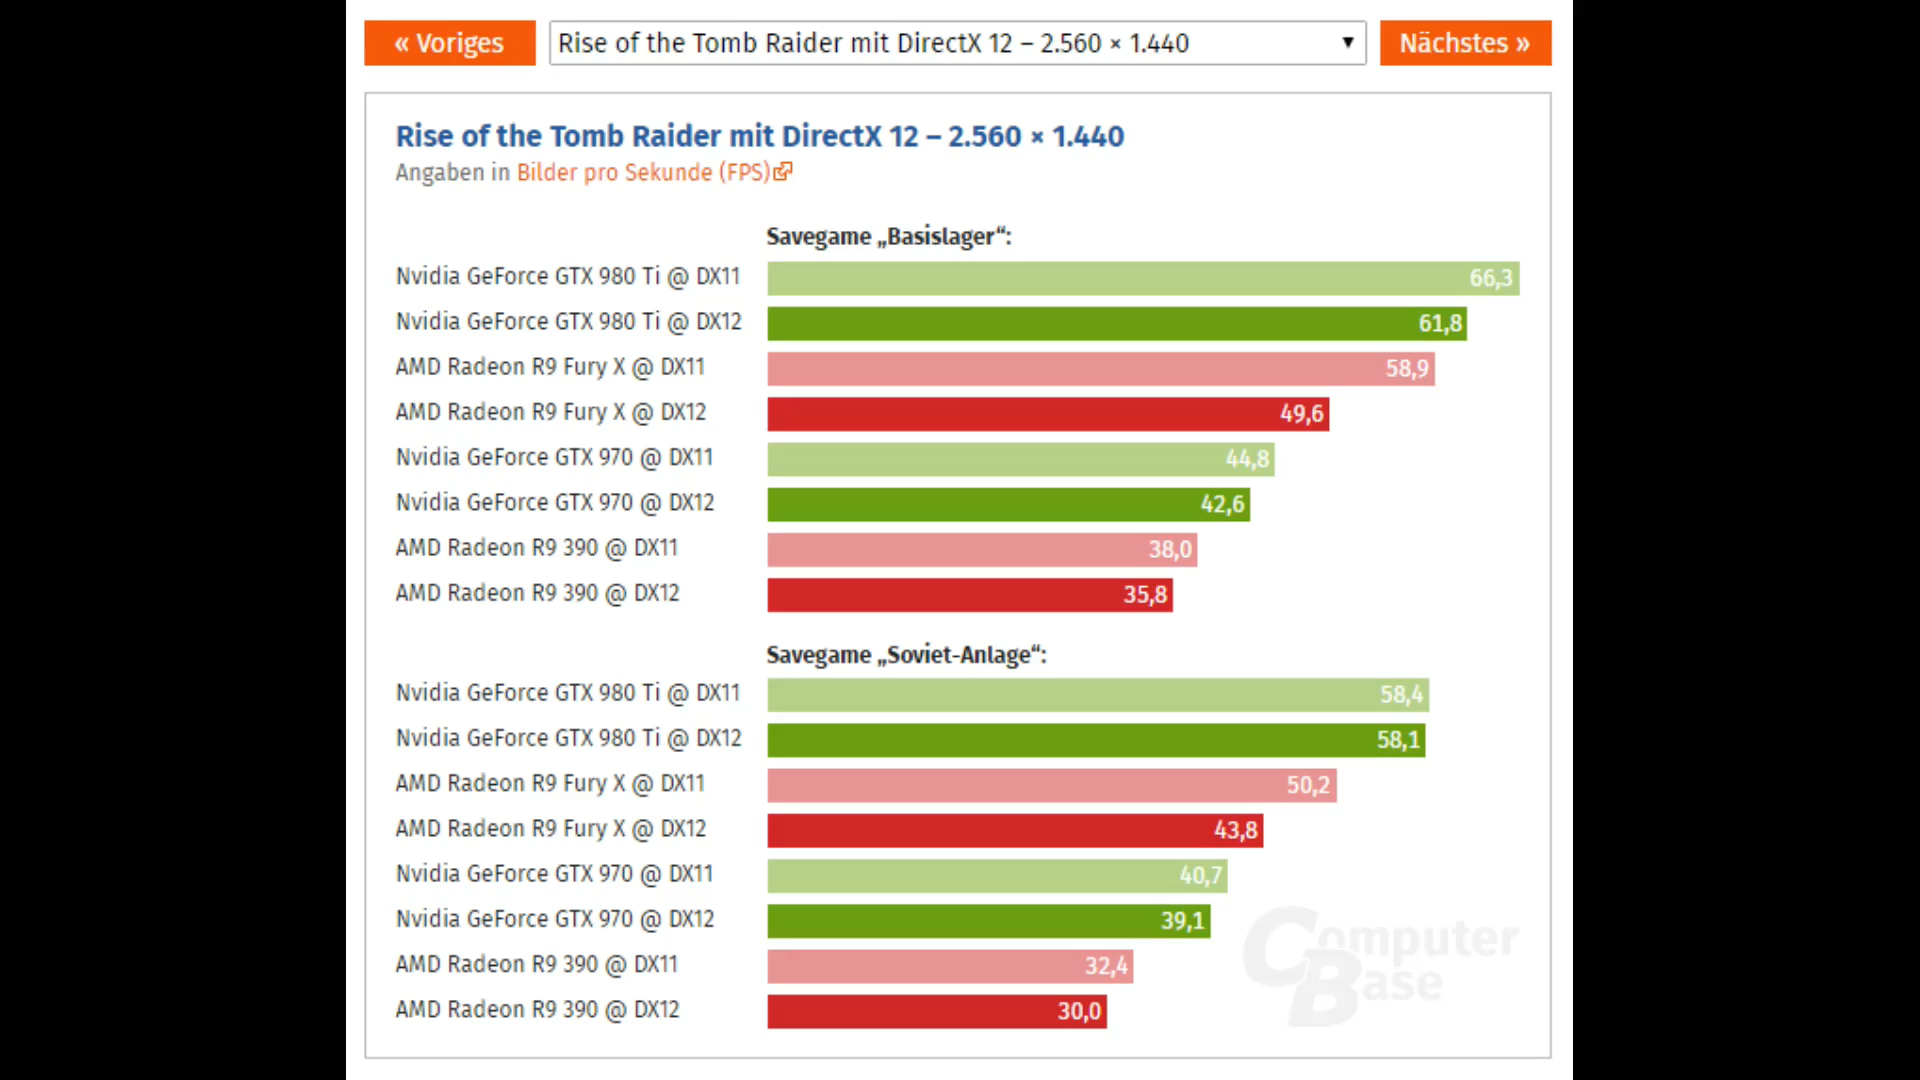 « Voriges
Rise of the Tomb Raider mit DirectX 12 – 2.560 × 1.440
Nächstes »
Rise of the Tomb Raider mit DirectX 12 – 2.560 × 1.440
Angaben in Bilder pro Sekunde (FPS)
Savegame „Basislager“:
Nvidia GeForce GTX 980 Ti @ DX11 66,3
Nvidia GeForce GTX 980 Ti @ DX12 61,8
AMD Radeon R9 Fury X @ DX11 58,9
AMD Radeon R9 Fury X @ DX12 49,6
Nvidia GeForce GTX 970 @ DX11 44,8
Nvidia GeForce GTX 970 @ DX12 42,6
AMD Radeon R9 390 @ DX11 38,0
AMD Radeon R9 390 @ DX12 35,8
Savegame „Soviet-Anlage“:
Nvidia GeForce GTX 980 Ti @ DX11 58,4
Nvidia GeForce GTX 980 Ti @ DX12 58,1
AMD Radeon R9 Fury X @ DX11 50,2
AMD Radeon R9 Fury X @ DX12 43,8
Nvidia GeForce GTX 970 @ DX11 40,7
Nvidia GeForce GTX 970 @ DX12 39,1
AMD Radeon R9 390 @ DX11 32,4
AMD Radeon R9 390 @ DX12 30,0
Computer
Base